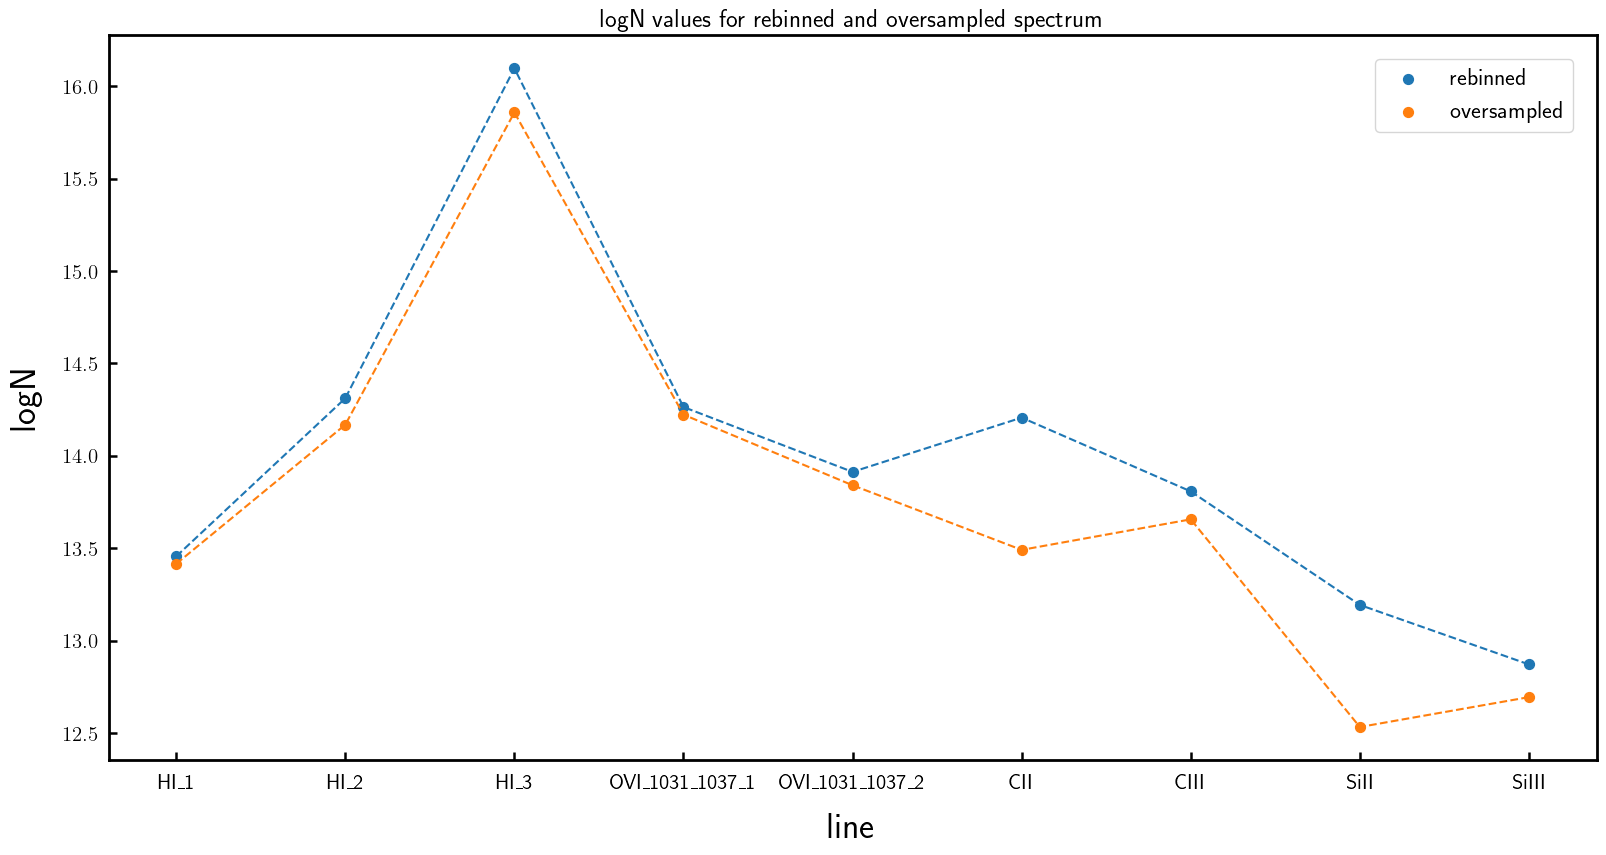 logN values for rebinned and oversampled spectrum
rebinned
oversampled
logN
16.0
15.5
15.0
14.5
14.0
13.5
13.0
12.5
HI_1 HI_2 HI_3 OVI_1031_1037_1 OVI_1031_1037_2 CII CIII SiII SiIII
line